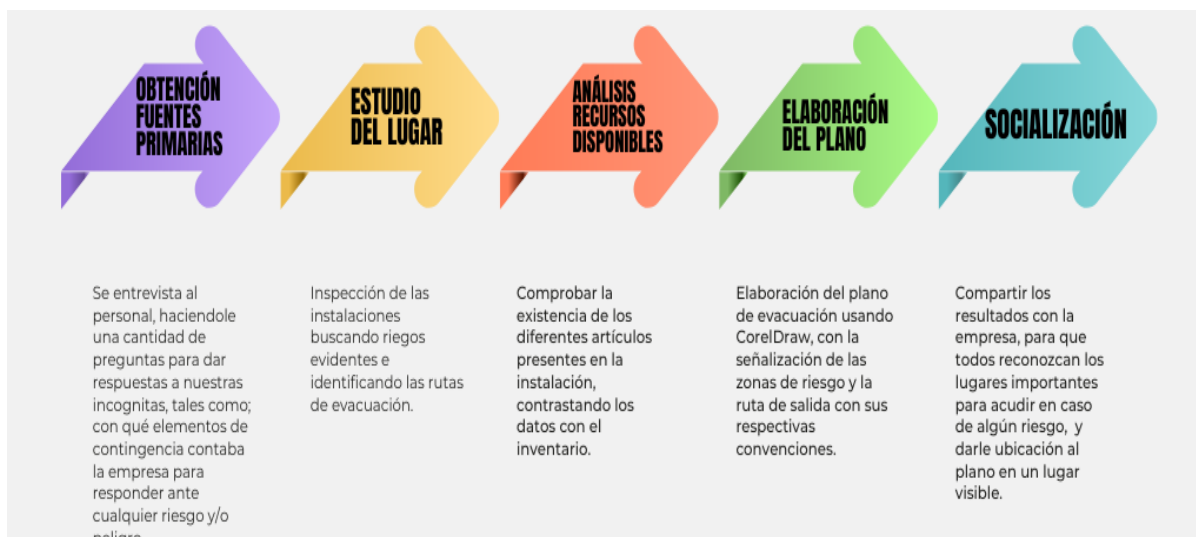 OBTENCIÓN
FUENTES
PRIMARIAS
ESTUDIO
DEL LUGAR
ANÁLISIS
RECURSOS
DISPONIBLES
ELABORACIÓN
DEL PLANO
SOCIALIZACIÓN
Se entrevista al
personal, haciendole
una cantidad de
preguntas para dar
respuestas a nuestras
incognitas, tales como;
con qué elementos de
contingencia contaba
la empresa para
responder ante
cualquier riesgo y/o
Inspección de las
instalaciones
buscando riegos
evidentes e
identificando las rutas
de evacuación.
Comprobar la
existencia de los
diferentes artículos
presentes en la
instalación,
contrastando los
datos con el
inventario.
Elaboración del plano
de evacuación usando
CorelDraw, con la
señalización de las
zonas de riesgo y la
ruta de salida con sus
respectivas
convenciones.
Compartir los
resultados con la
empresa, para que
todos reconozcan los
lugares importantes
para acudir en caso
de algún riesgo, y
darle ubicación al
plano en un lugar
visible.